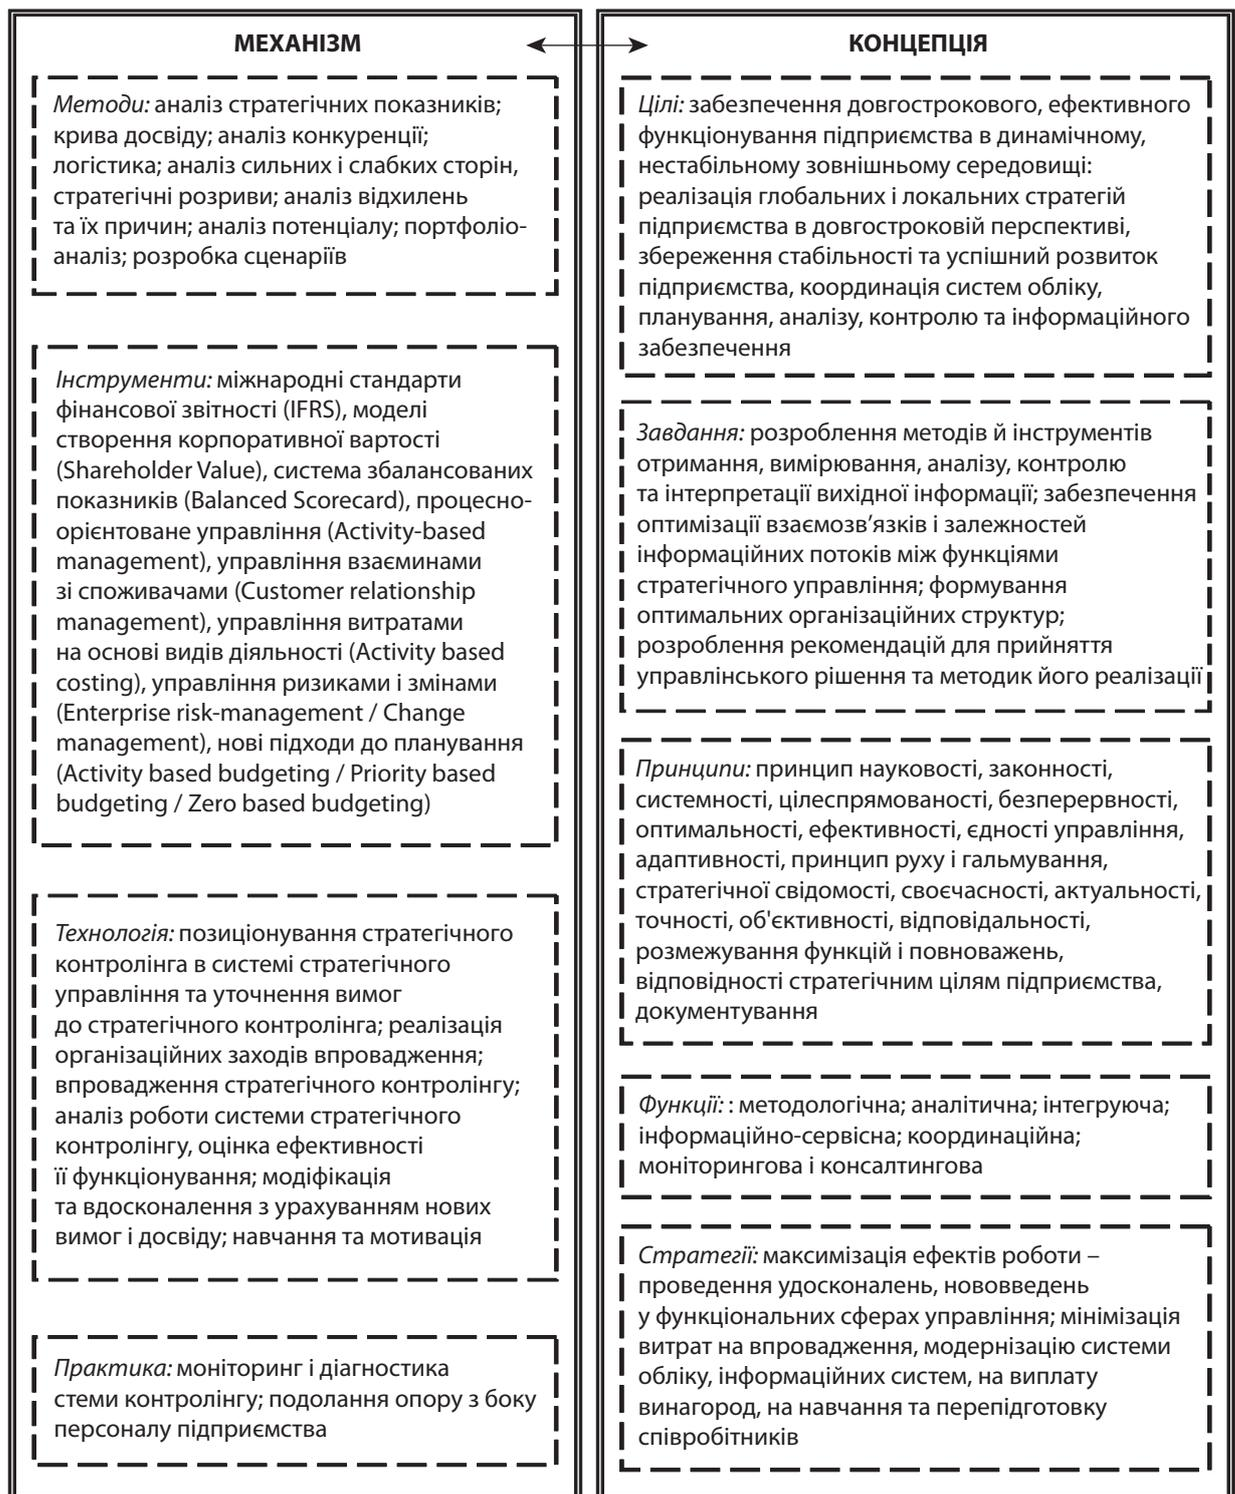 МЕХАНІЗМ
Методи: аналіз стратегічних показників;
крива досвіду; аналіз конкуренції;
логістика; аналіз сильних і слабких сторін,
стратегічні розриви; аналіз відхилень
та їх причин; аналіз потенціалу; портфоліо-
аналіз; розробка сценаріїв
Інструменти: міжнародні стандарти
фінансової звітності (IFRS), моделі
створення корпоративної вартості
(Shareholder Value), система збалансованих
показників (Balanced Scorecard), процесно-
орієнтоване управління (Activity-based
management), управління взаєминами
зі споживачами (Customer relationship
management), управління витратами
на основі видів діяльності (Activity based
costing), управління ризиками і змінами
(Enterprise risk-management / Change
management), нові підходи до планування
(Activity based budgeting / Priority based
budgeting / Zero based budgeting)
Технологія: позиціонування стратегічного
контролінга в системі стратегічного
управління та уточнення вимог
до стратегічного контролінга; реалізація
організаційних заходів впровадження;
впровадження стратегічного контролінгу;
аналіз роботи системи стратегічного
контролінгу, оцінка ефективності
її функціонування; модіфікація
та вдосконалення з урахуванням нових
вимог і досвіду; навчання та мотивація
Практика: моніторинг і діагностика
стеми контролінгу; подолання опору з боку
персоналу підприємства
КОНЦЕПЦІЯ
Цілі: забезпечення довгострокового, ефективного
функціонування підприємства в динамічному,
нестабільному зовнішньому середовищі:
реалізація глобальних і локальних стратегій
підприємства в довгостроковій перспективі,
збереження стабільності та успішний розвиток
підприємства, координація систем обліку,
планування, аналізу, контролю та інформаційного
забезпечення
Завдання: розроблення методів й інструментів
отримання, вимірювання, аналізу, контролю
та інтерпретації вихідної інформації; забезпечення
оптимізації взаємозв’язків і залежностей
інформаційних потоків між функціями
стратегічного управління; формування
оптимальних організаційних структур;
розроблення рекомендацій для прийняття
управлінського рішення та методик його реалізації
Принципи: принцип науковості, законності,
системності, цілеспрямованості, безперервності,
оптимальності, ефективності, єдності управління,
адаптивності, принцип руху і гальмування,
стратегічної свідомості, своєчасності, актуальності,
точності, об'єктивності, відповідальності,
розмежування функцій і повноважень,
відповідності стратегічним цілям підприємства,
документування
Функції: : методологічна; аналітична; інтегруюча;
інформаційно-сервісна; координаційна;
моніторингова і консалтингова
Стратегії: максимізація ефектів роботи –
проведення удосконалень, нововведень
у функціональних сферах управління; мінімізація
витрат на впровадження, модернізацію системи
обліку, інформаційних систем, на виплату
винагород, на навчання та перепідготовку
співробітників